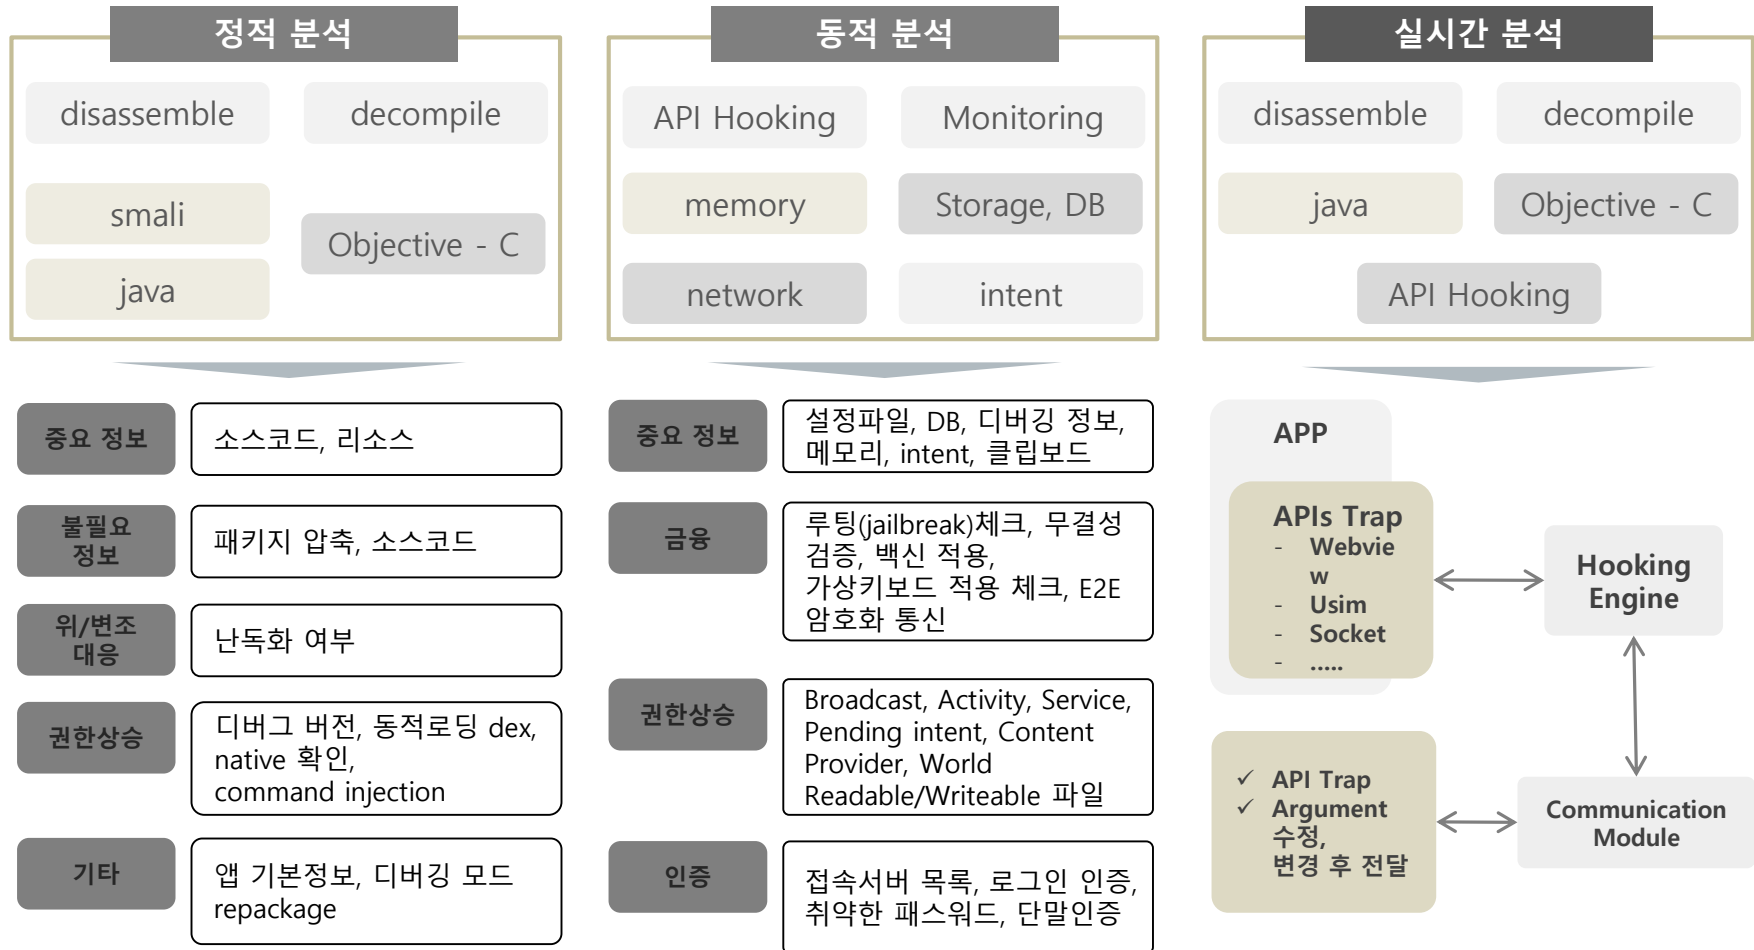 정적 분석
disassemble
decompile
smali
Objective - C
java
중요 정보
소스코드, 리소스
불필요
정보
패키지 압축, 소스코드
위/변조
대응
난독화 여부
권한상승
디버그 버전, 동적로딩 dex,
native 확인,
command injection
기타
앱 기본정보, 디버깅 모드
repackage
동적 분석
API Hooking
Monitoring
memory
Storage, DB
network
intent
중요 정보
설정파일, DB, 디버깅 정보,
메모리, intent, 클립보드
금융
루팅(jailbreak)체크, 무결성
검증, 백신 적용,
가상키보드 적용 체크, E2E
암호화 통신
권한상승
Broadcast, Activity, Service,
Pending intent, Content
Provider, World
Readable/Writeable 파일
인증
접속서버 목록, 로그인 인증,
취약한 패스워드, 단말인증
실시간 분석
disassemble
decompile
java
Objective - C
API Hooking
APP
APIs Trap
- Webvie
w
- Usim
- Socket
- .....
Hooking
Engine
✓ API Trap
✓ Argument
수정,
변경 후 전달
Communication
Module